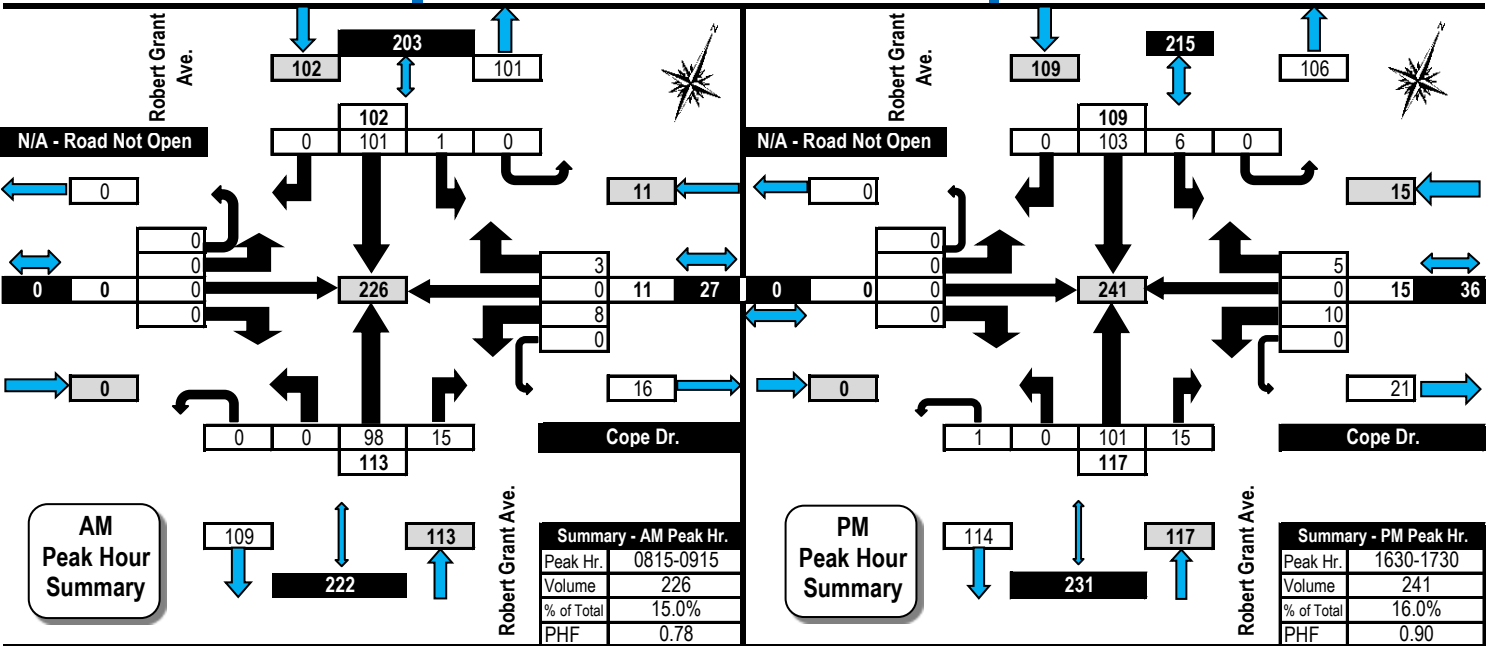 Robert Grant
Ave.
203
102
101
102
0 101 1 0
N/A - Road Not Open
0
11
0
0
0
0
0 0
226
3
0
8
0
11 27
0
16
0 0 98 15
113
Cope Dr.
AM
Peak Hour
Summary
109
113
222
Robert Grant Ave.
Summary - AM Peak Hr.
Peak Hr. 0815-0915
Volume 226
% of Total 15.0%
PHF 0.78
Robert Grant
Ave.
215
109
106
109
0 103 6 0
N/A - Road Not Open
0
15
0
0
0
0
0 0
241
5
0
10
0
15 36
0
21
1 0 101 15
117
Cope Dr.
PM
Peak Hour
Summary
114
117
231
Robert Grant Ave.
Summary - PM Peak Hr.
Peak Hr. 1630-1730
Volume 241
% of Total 16.0%
PHF 0.90
N
N